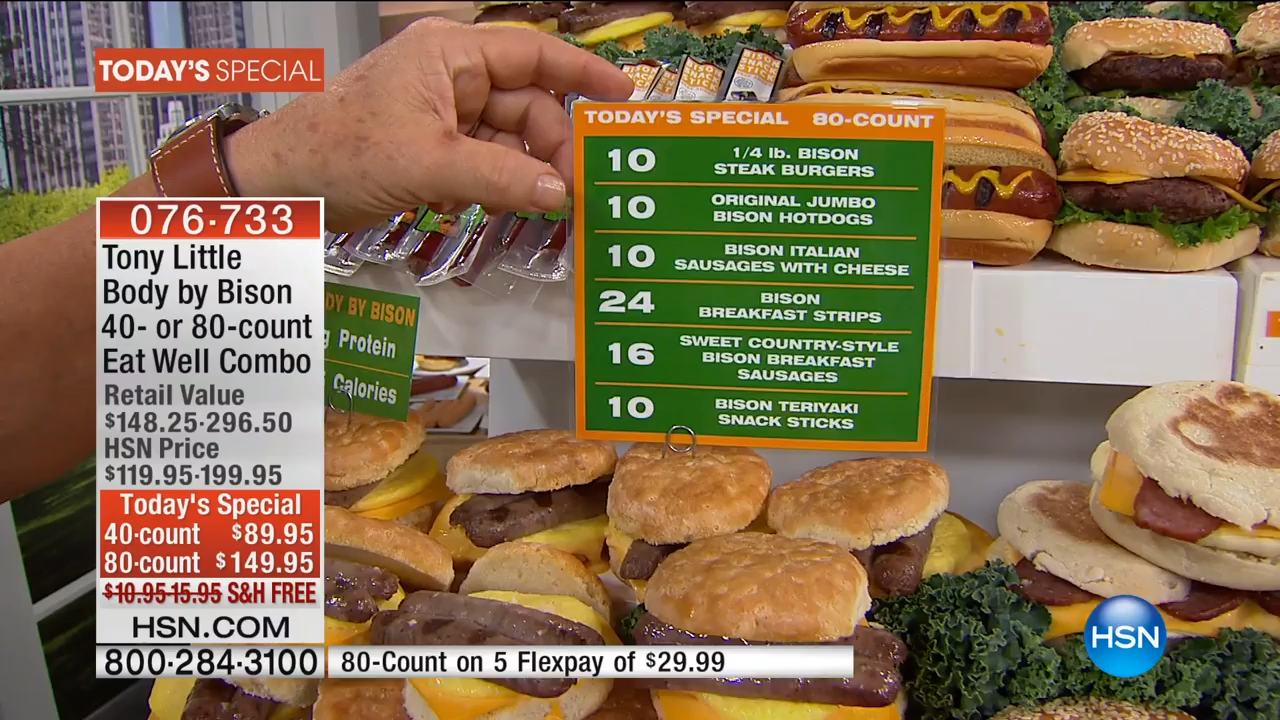 TODAY'S SPECIAL
076·733
Tony Little
Body by Bison
40- or 80-count
Eat Well Combo
Retail Value
$148.25-296.50
HSN Price
$119.95-199.95
Today's Special
40-count $89.95
80-count $149.95
$10.95-15.95 S&H FREE
HSN.COM
800·284·3100
80-Count on 5 Flexpay of $29.99
TODAY'S SPECIAL 80-COUNT
10 1/4 lb. BISON
STEAK BURGERS
10 ORIGINAL JUMBO
BISON HOTDOGS
10 BISON ITALIAN
SAUSAGES WITH CHEESE
24 BISON
BREAKFAST STRIPS
16 SWEET COUNTRY-STYLE
BISON BREAKFAST
SAUSAGES
10 BISON TERIYAKI
SNACK STICKS
DY BY BISON
g Protein
Calories
HSN